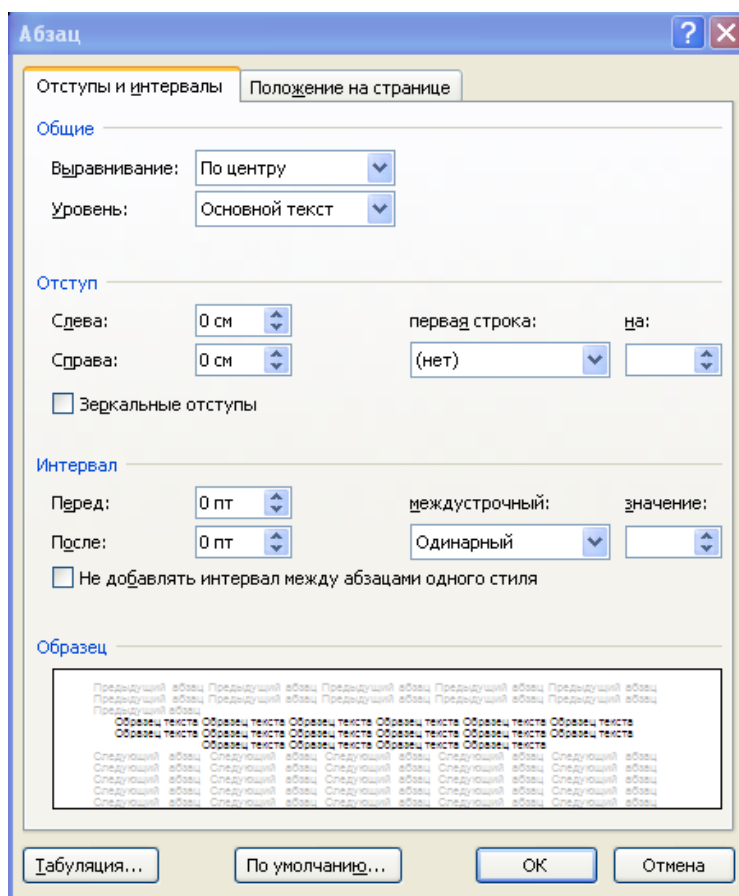 Абзац
Отступы и интервалы Положение на странице
Общие
Выравнивание: По центру
Уровень: Основной текст
Отступ
Слева: 0 см первая строка: на:
Справа: 0 см (нет)
Зеркальные отступы
Интервал
Перед: 0 пт междустрочный: значение:
После: 0 пт Одинарный
Не добавлять интервал между абзацами одного стиля
Образец
Предыдущий абзац Предыдущий абзац Предыдущий абзац Предыдущий абзац Предыдущий абзац
Предыдущий абзац Предыдущий абзац Предыдущий абзац Предыдущий абзац Предыдущий абзац
Предыдущий абзац
Образец текста Образец текста Образец текста Образец текста Образец текста Образец текста
Образец текста Образец текста Образец текста Образец текста Образец текста Образец текста
Образец текста Образец текста Образец текста Образец текста
Следующий абзац Следующий абзац Следующий абзац Следующий абзац Следующий абзац
Следующий абзац Следующий абзац Следующий абзац Следующий абзац Следующий абзац
Следующий абзац Следующий абзац Следующий абзац Следующий абзац Следующий абзац
Следующий абзац Следующий абзац Следующий абзац Следующий абзац Следующий абзац
Следующий абзац Следующий абзац Следующий абзац Следующий абзац Следующий абзац
Табуляция... По умолчанию... ОК Отмена